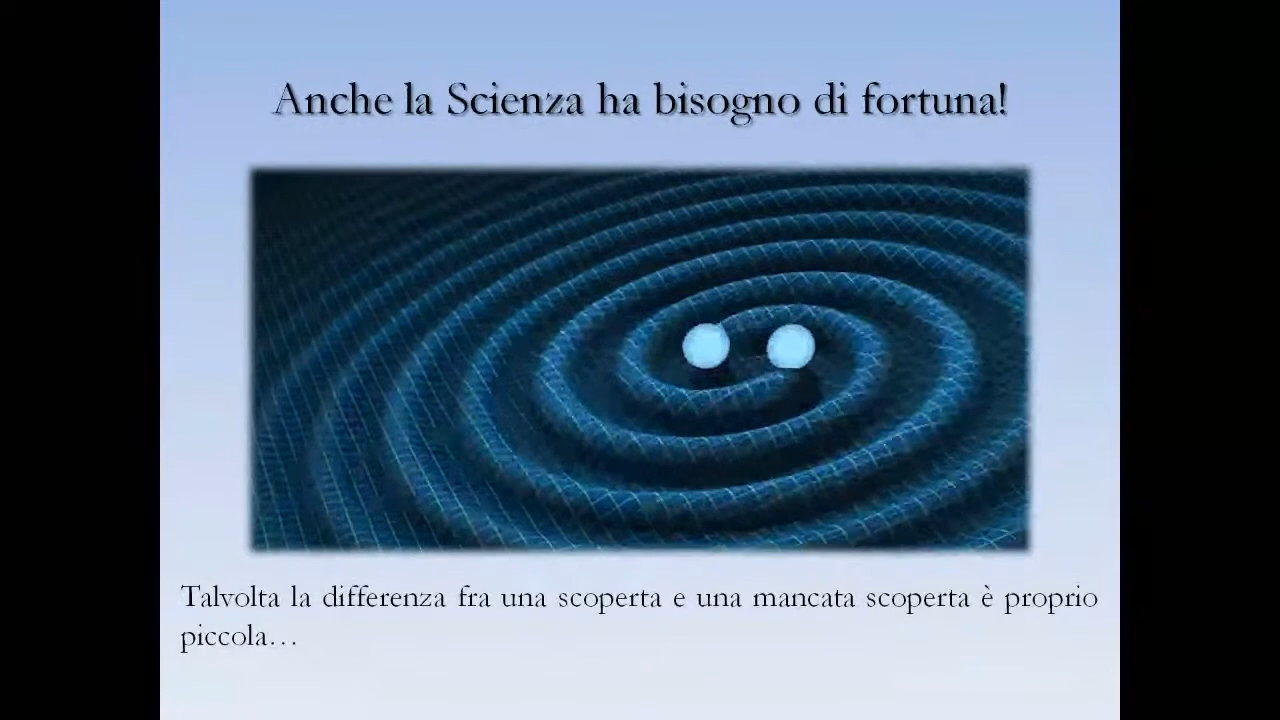 Anche la Scienza ha bisogno di fortuna!
Talvolta la differenza fra una scoperta e una mancata scoperta è proprio
piccola…